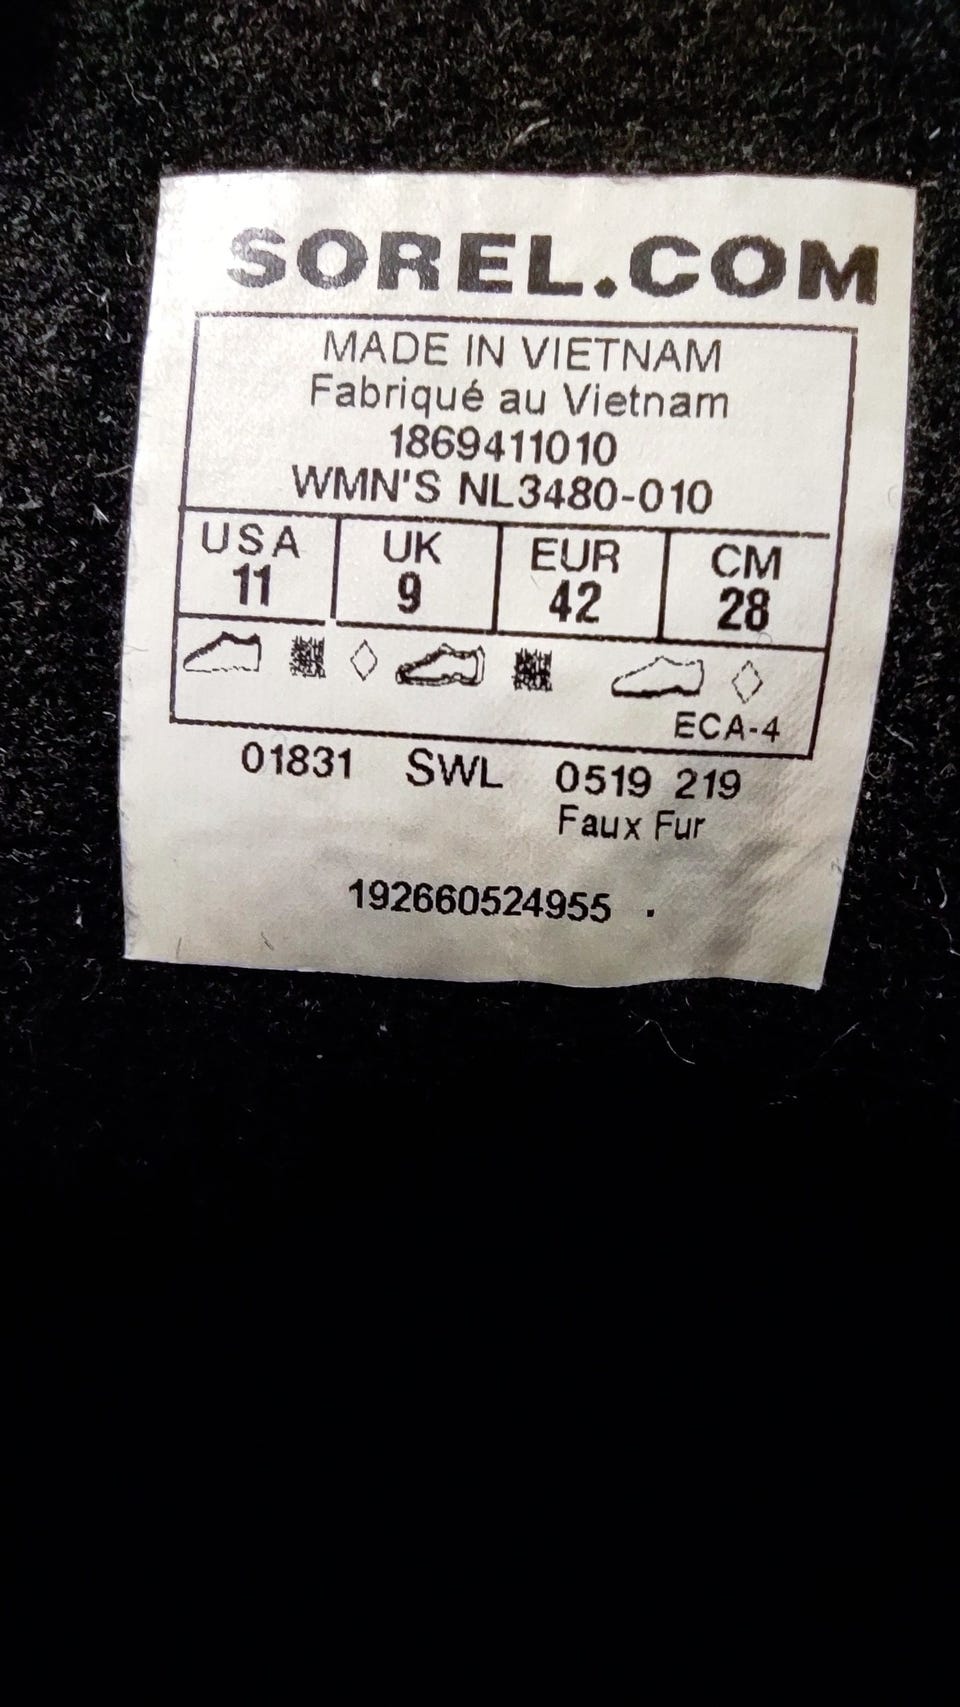 SOREL.COM
MADE IN VIETNAM
Fabriqué au Vietnam
1869411010
WMN'S NL3480-010
USA UK EUR CM
11 9 42 28
ECA-4
01831 SWL 0519 219
Faux Fur
192660524955 .